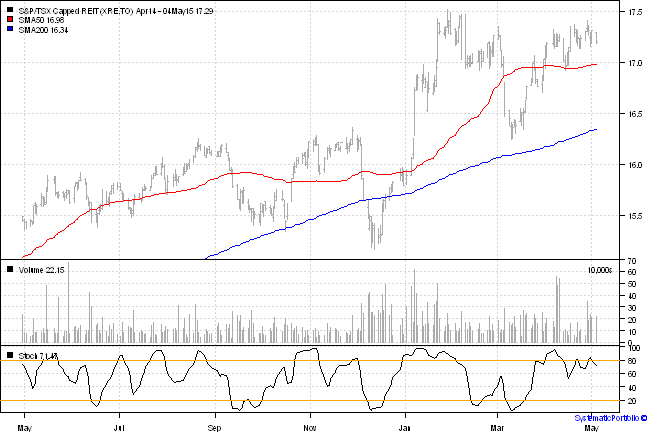 S&P/TSX Capped REIT(XRE.TO) Apr14 - 04May15 17.29
SMA50 16.98
SMA200 16.34
17.5
17.0
16.5
16.0
15.5
Volume 22.15
10,000s
70
60
50
40
30
20
10
0
Stoch 71.47
100
80
60
40
20
May Jul Sep Nov Jan Mar May
SystematicPortfolio ©